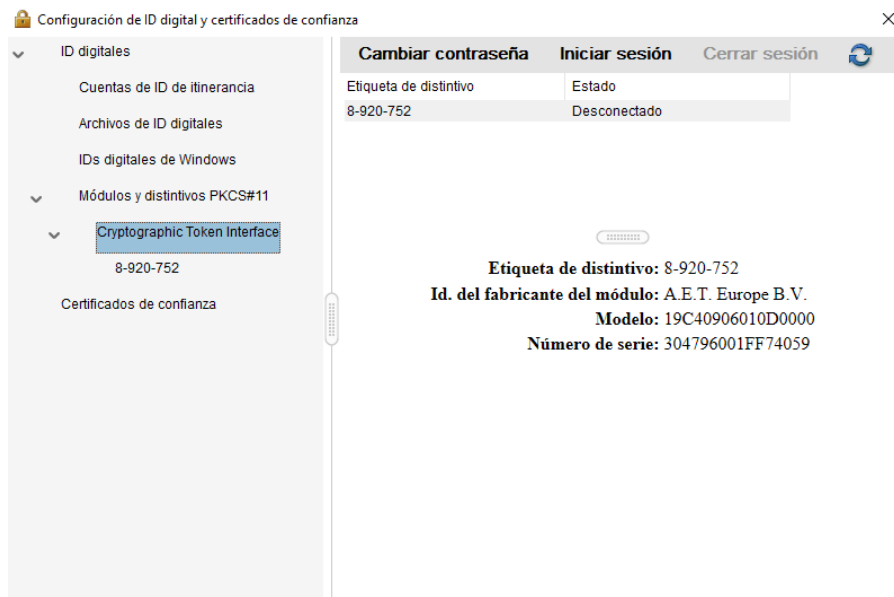 Configuración de ID digital y certificados de confianza
ID digitales
Cuentas de ID de itinerancia
Archivos de ID digitales
IDs digitales de Windows
Módulos y distintivos PKCS#11
Cryptographic Token Interface
8-920-752
Certificados de confianza
Cambiar contraseña Iniciar sesión Cerrar sesión
Etiqueta de distintivo Estado
8-920-752 Desconectado
Etiqueta de distintivo: 8-920-752
Id. del fabricante del módulo: A.E.T. Europe B.V.
Modelo: 19C40906010D0000
Número de serie: 304796001FF74059